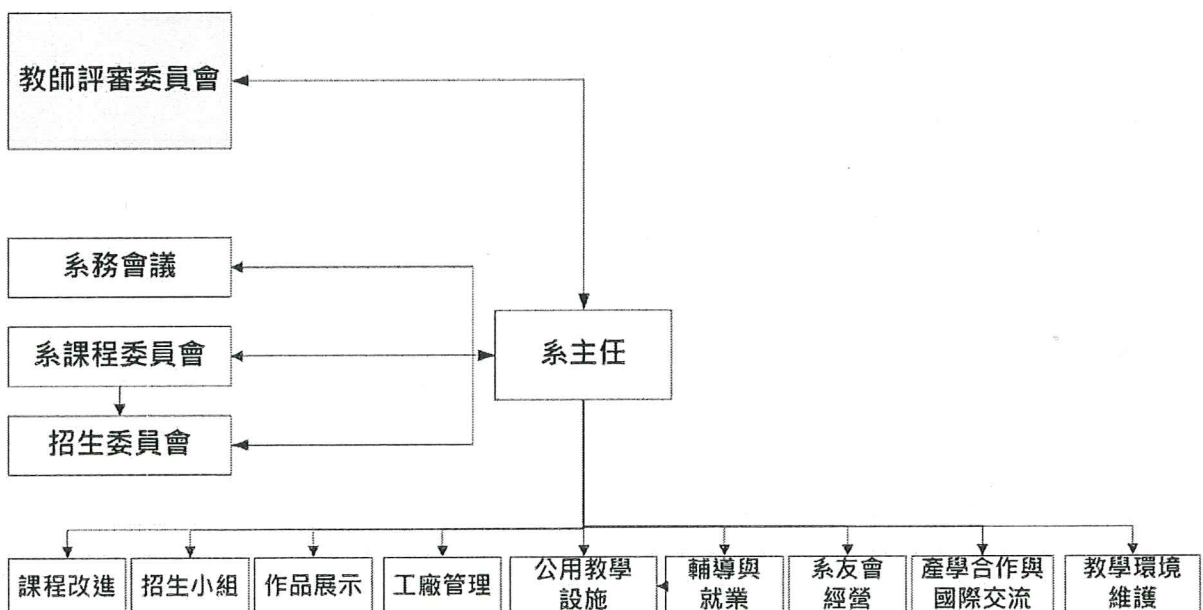 教師評審委員會
系務會議
系課程委員會
招生委員會
系主任
課程改進
招生小組
作品展示
工廠管理
公用教學
設施
輔導與
就業
系友會
經營
產學合作與
國際交流
教學環境
維護